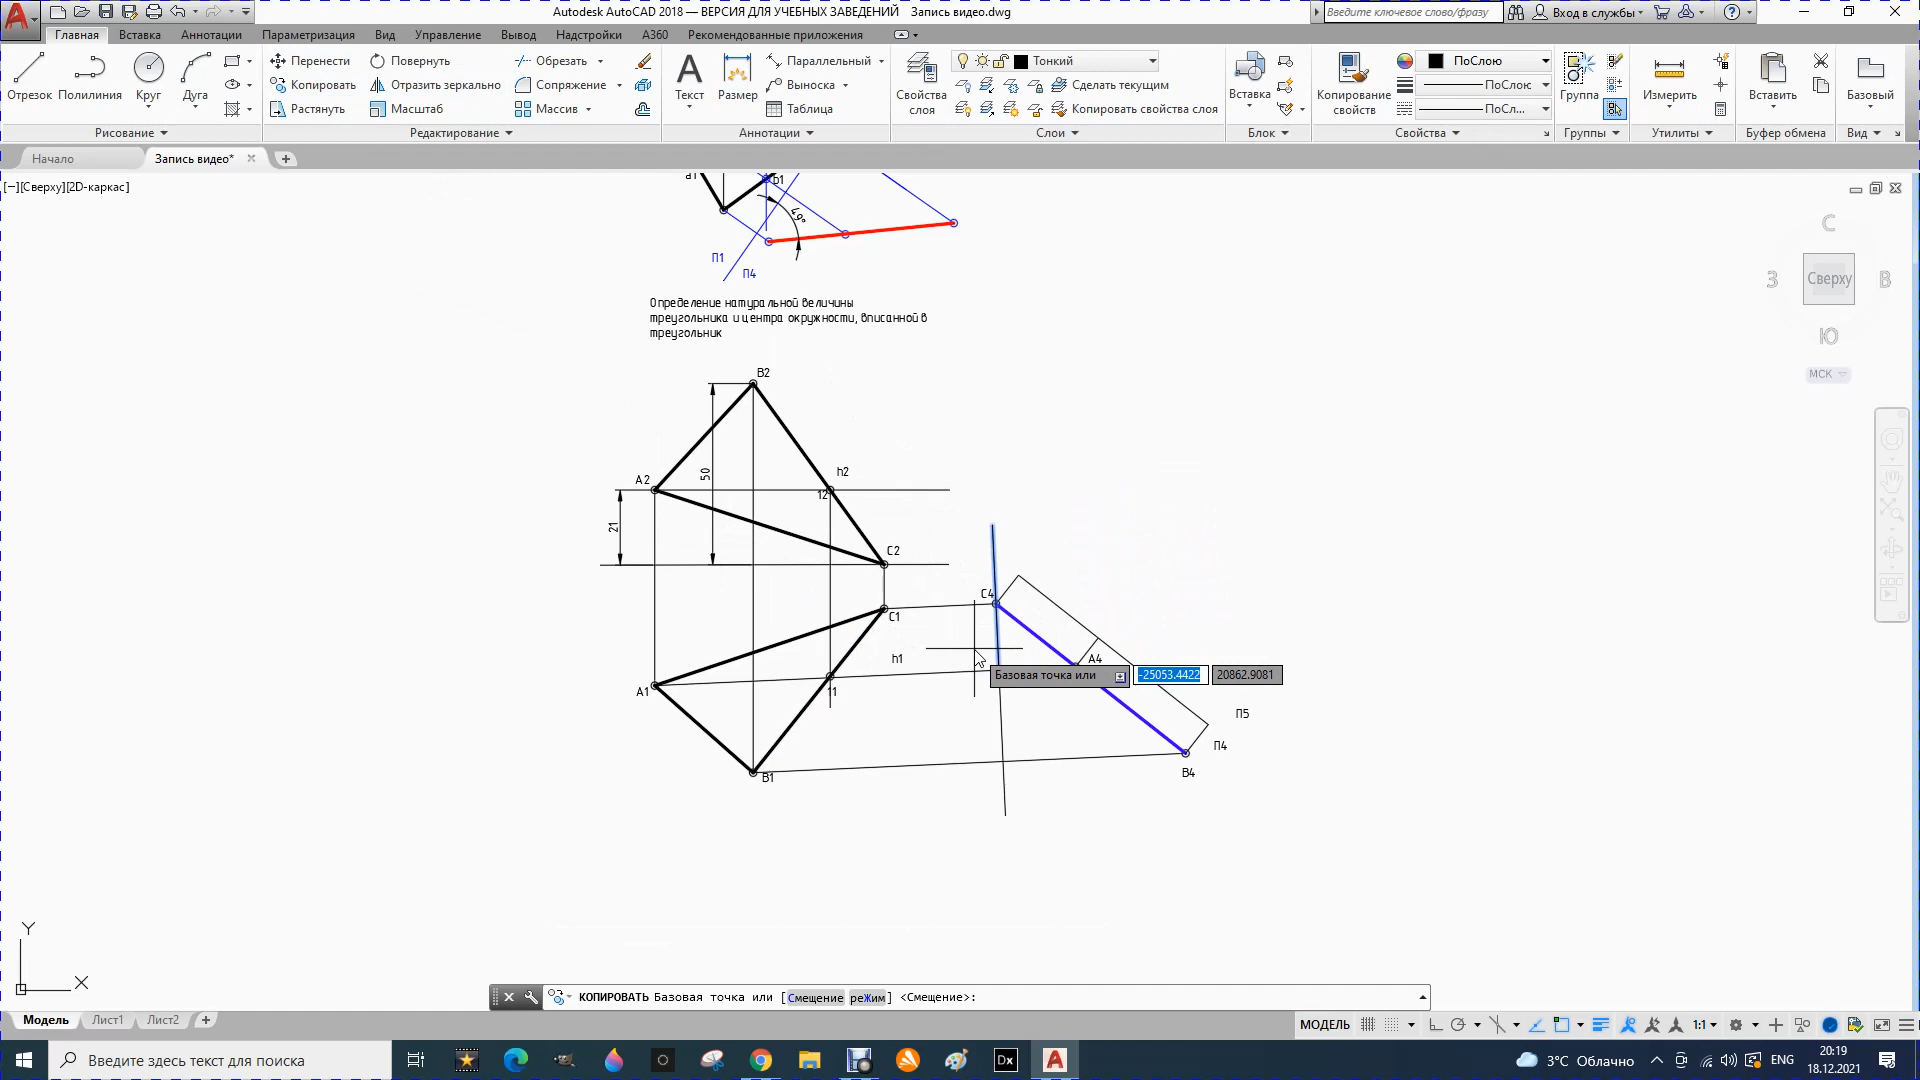 Autodesk AutoCAD 2018 — ВЕРСИЯ ДЛЯ УЧЕБНЫХ ЗАВЕДЕНИЙ Запись видео.dwg
Введите ключевое слово/фразу
Вход в службы
Главная Вставка Аннотации Параметризация Вид Управление Вывод Надстройки A360 Рекомендованные приложения
Отрезок Полилиния Круг Дуга
Перенести Повернуть Обрезать
Копировать Отразить зеркально Сопряжение
Растянуть Масштаб Массив
Текст Размер
Параллельный
Выноска
Таблица
Свойства слоя
Тонкий
Сделать текущим
Копировать свойства слоя
Вставка
Копирование свойств
ПоСлою
ПоСлою
ПоСл...
Группа
Измерить
Вставить
Базовый
Рисование Редактирование Аннотации Слои Блок Свойства Группы Утилиты Буфер обмена Вид
Начало Запись видео*
[−][Сверху][2D-каркас]
a1 b1
49°
П1
П4
Определение натуральной величины
треугольника и центра окружности, вписанной в
треугольник
С
З Сверху В
Ю
МСК
B2
A2
h2
12
50
21
C2
C4
C1
h1
A4
A1
11
B1
П5
П4
B4
Базовая точка или -25053.4422 20862.9081
Y
X
КОПИРОВАТЬ Базовая точка или [Смещение реЖим] <Смещение>:
Модель Лист1 Лист2
МОДЕЛЬ 1:1
Введите здесь текст для поиска
Dx
A
3°C Облачно
ENG
20:19
18.12.2021